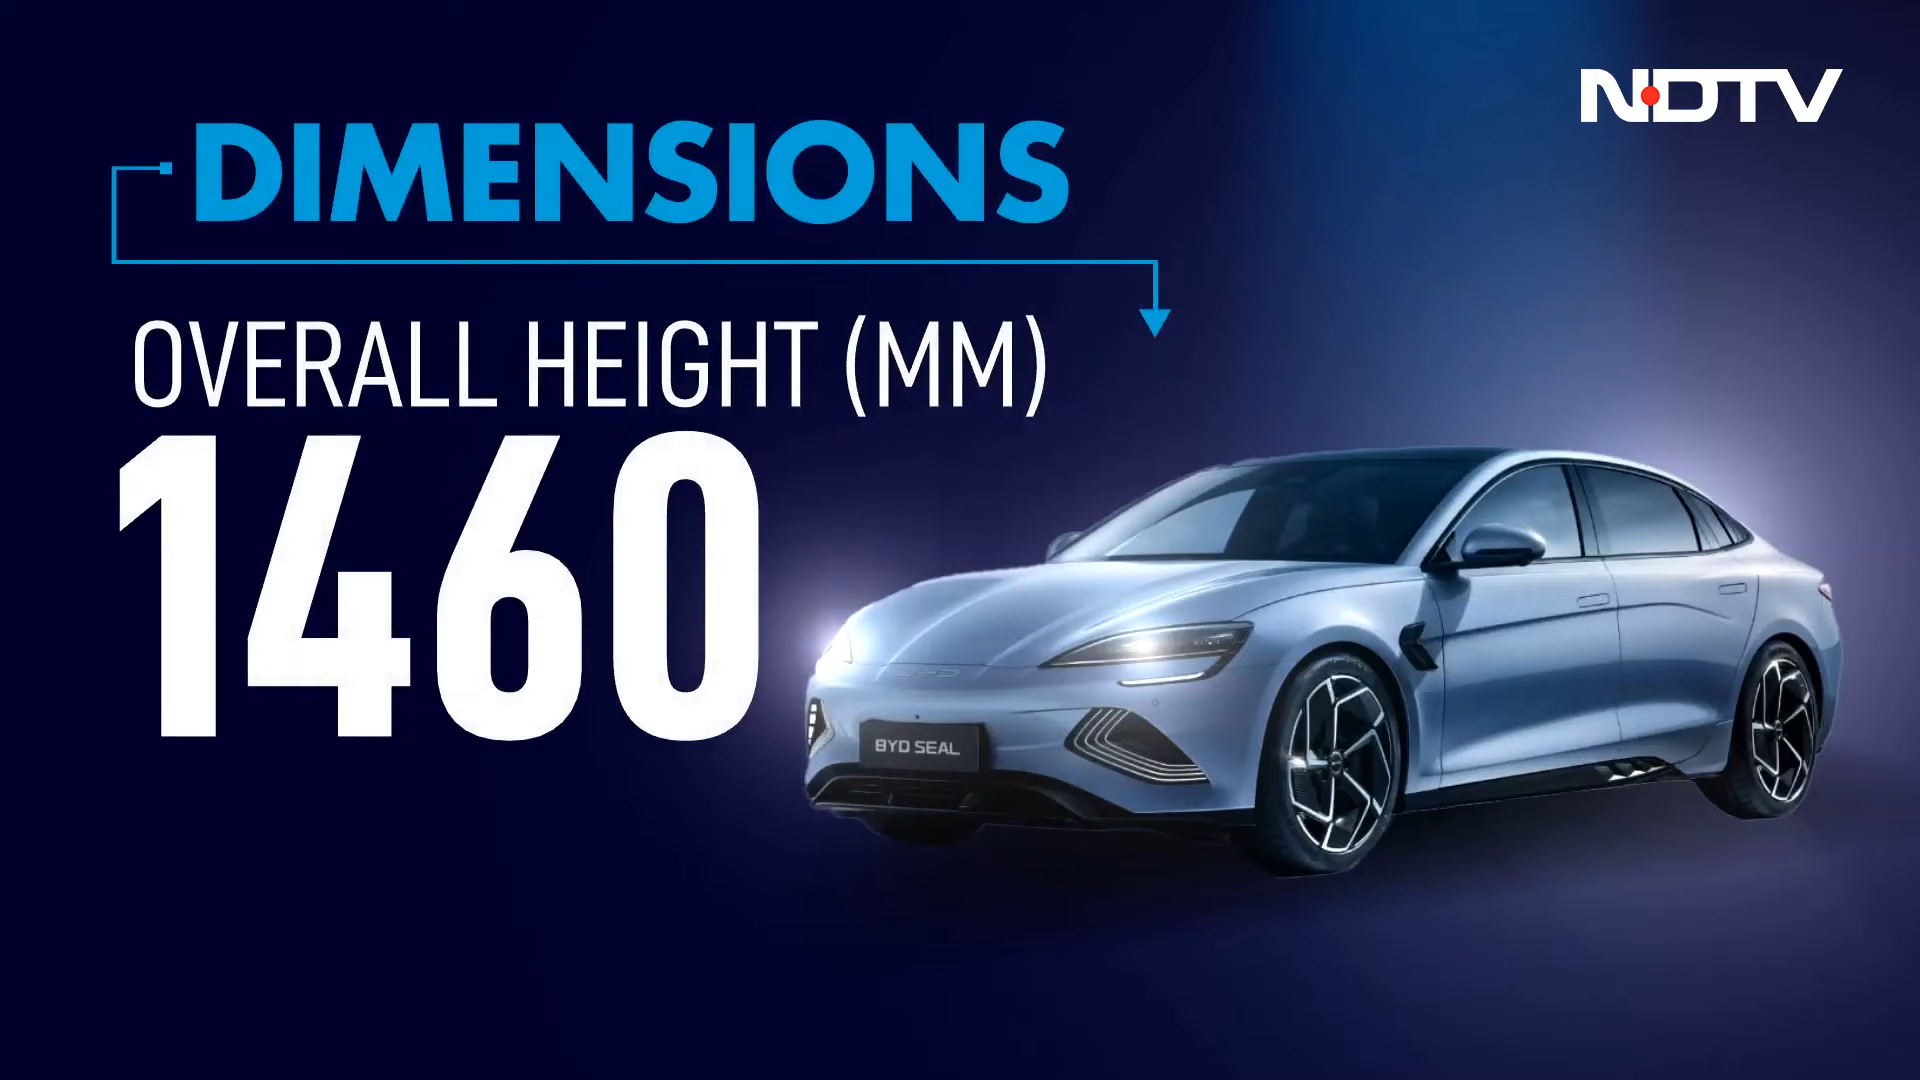 NDTV
DIMENSIONS
OVERALL HEIGHT (MM)
1460
BYD SEAL